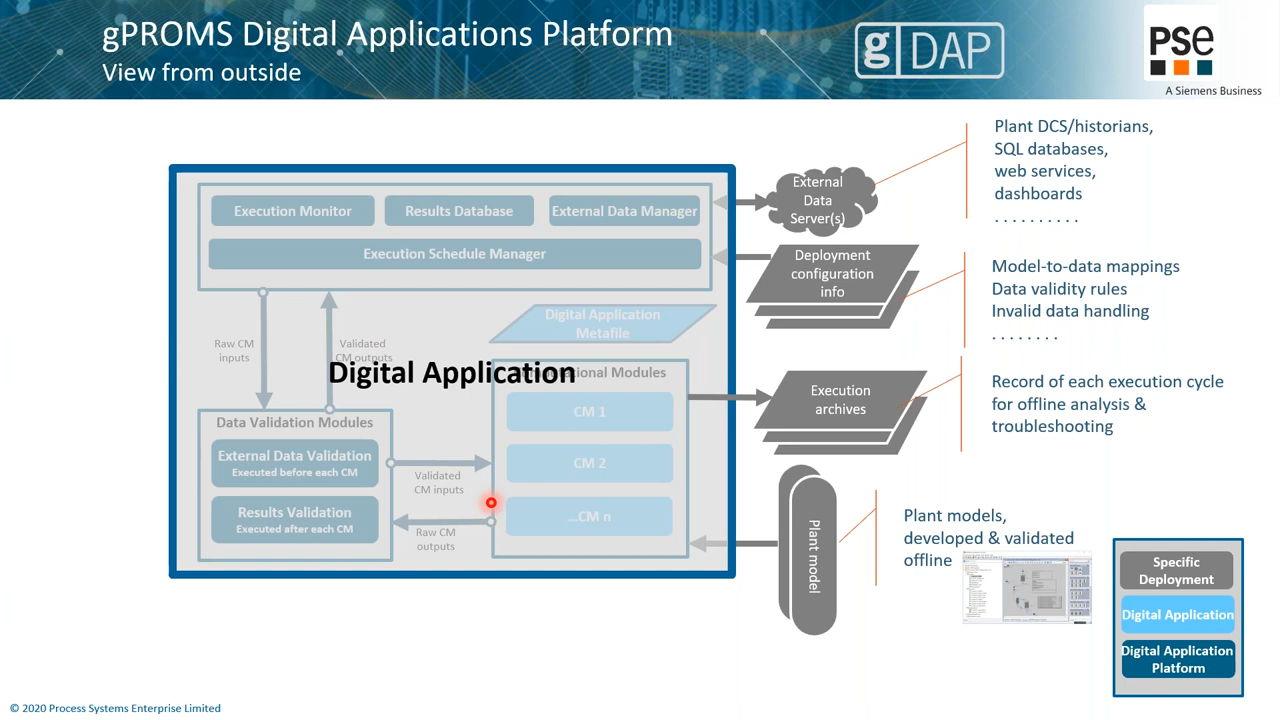 gPROMS Digital Applications Platform
View from outside
g DAP
PSE
A Siemens Business
Plant DCS/historians,
SQL databases,
web services,
dashboards
. . . . . . . . . .
External
Data
Server(s)
Execution Monitor
Results Database
External Data Manager
Execution Schedule Manager
Deployment
configuration
info
Model-to-data mappings
Data validity rules
Invalid data handling
. . . . . . . .
Digital Application
Metafile
Raw CM
inputs
Validated
CM outputs
Digital Application
Modules
CM 1
CM 2
...CM n
Execution
archives
Record of each execution cycle
for offline analysis &
troubleshooting
Data Validation Modules
External Data Validation
Executed before each CM
Results Validation
Executed after each CM
Validated
CM inputs
Raw CM
outputs
Plant model
Plant models,
developed & validated
offline
Specific
Deployment
Digital Application
Digital Application
Platform
© 2020 Process Systems Enterprise Limited